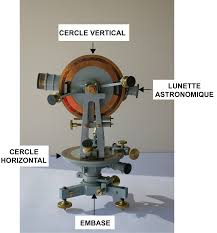 CERCLE VERTICAL
LUNETTE
ASTRONOMIQUE
CERCLE
HORIZONTAL
EMBASE